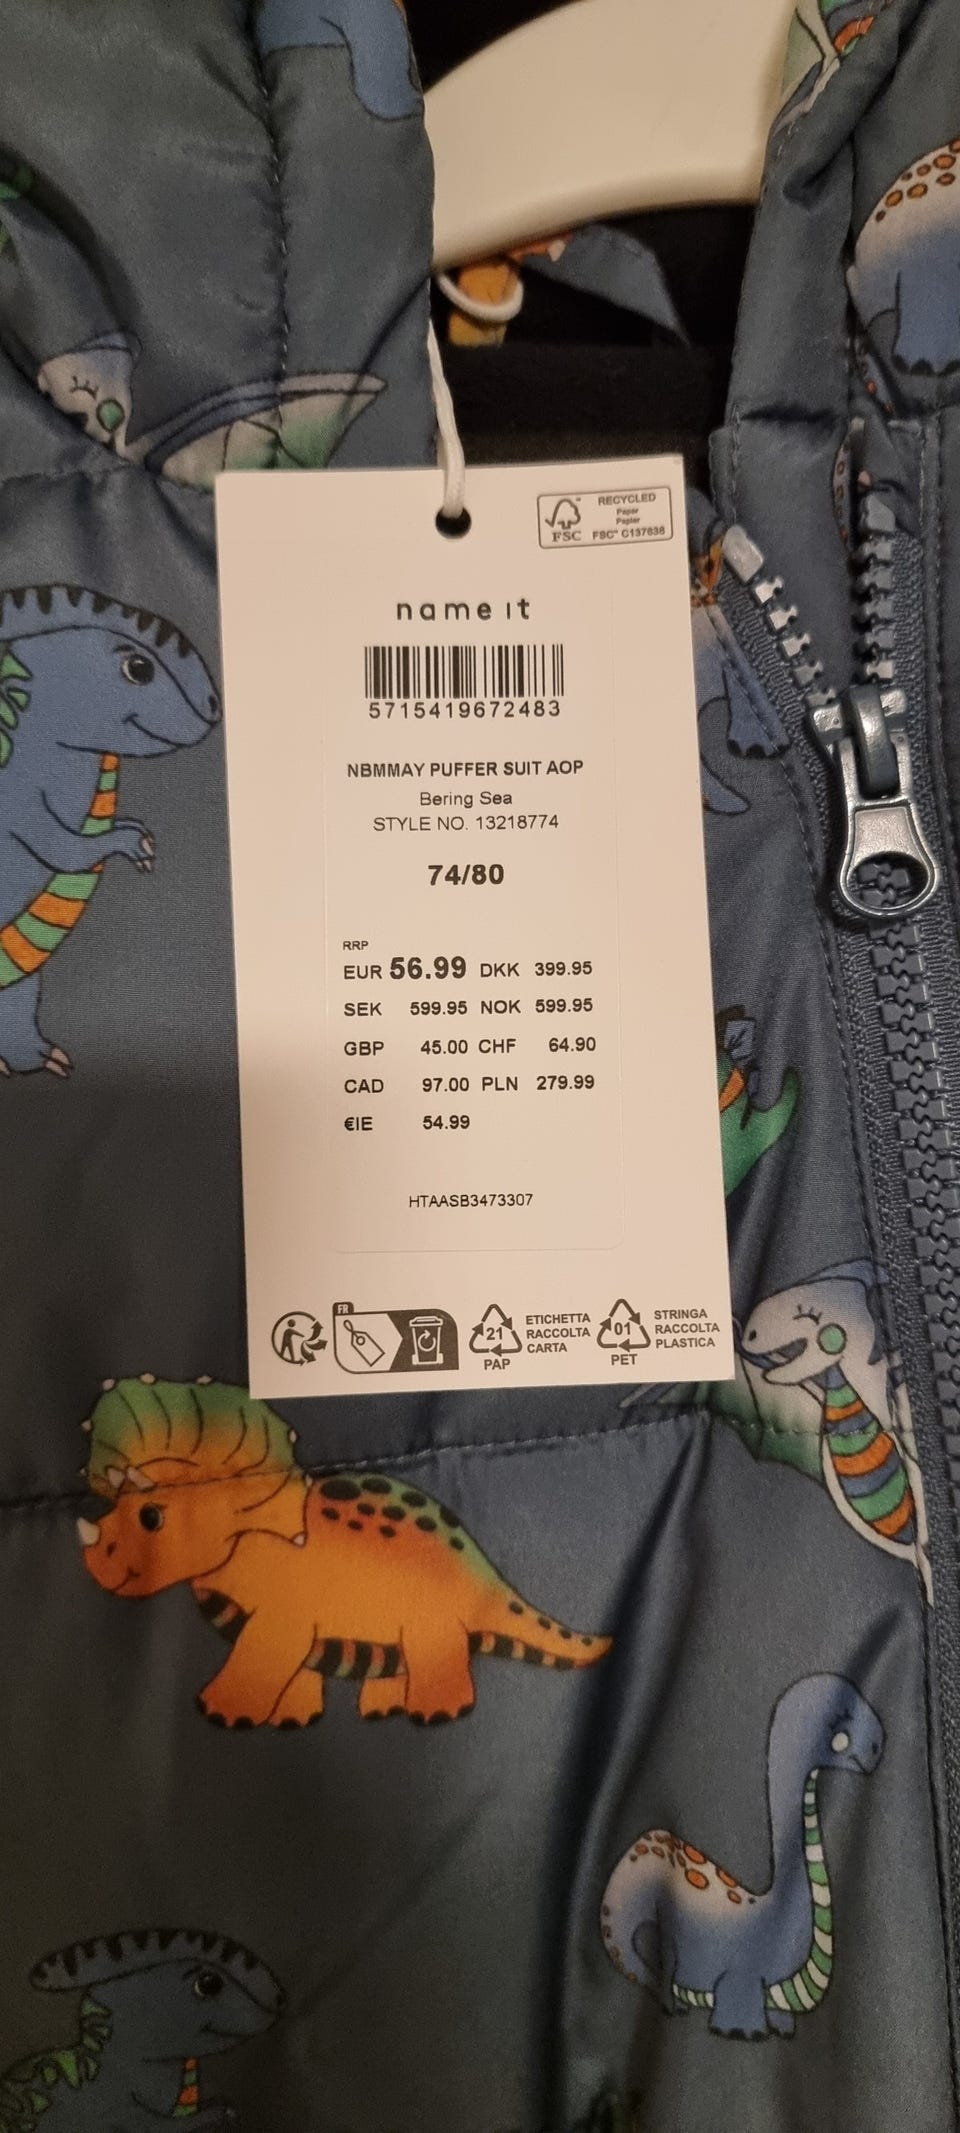 RECYCLED
Paper
Papier
FSC™ C137638
FSC
name it
5715419672483
NBMMAY PUFFER SUIT AOP
Bering Sea
STYLE NO. 13218774
74/80
RRP
EUR 56.99 DKK 399.95
SEK 599.95 NOK 599.95
GBP 45.00 CHF 64.90
CAD 97.00 PLN 279.99
€IE 54.99
HTAASB3473307
FR
21
PAP
ETICHETTA
RACCOLTA
CARTA
01
PET
STRINGA
RACCOLTA
PLASTICA